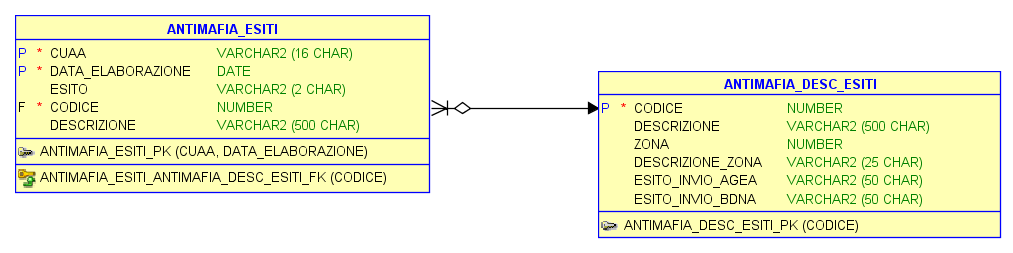 ANTIMAFIA_ESITI
P * CUAA VARCHAR2 (16 CHAR)
P * DATA_ELABORAZIONE DATE
ESITO VARCHAR2 (2 CHAR)
F * CODICE NUMBER
DESCRIZIONE VARCHAR2 (500 CHAR)
ANTIMAFIA_ESITI_PK (CUAA, DATA_ELABORAZIONE)
ANTIMAFIA_ESITI_ANTIMAFIA_DESC_ESITI_FK (CODICE)
ANTIMAFIA_DESC_ESITI
P * CODICE NUMBER
DESCRIZIONE VARCHAR2 (500 CHAR)
ZONA NUMBER
DESCRIZIONE_ZONA VARCHAR2 (25 CHAR)
ESITO_INVIO_AGEA VARCHAR2 (50 CHAR)
ESITO_INVIO_BDNA VARCHAR2 (50 CHAR)
ANTIMAFIA_DESC_ESITI_PK (CODICE)